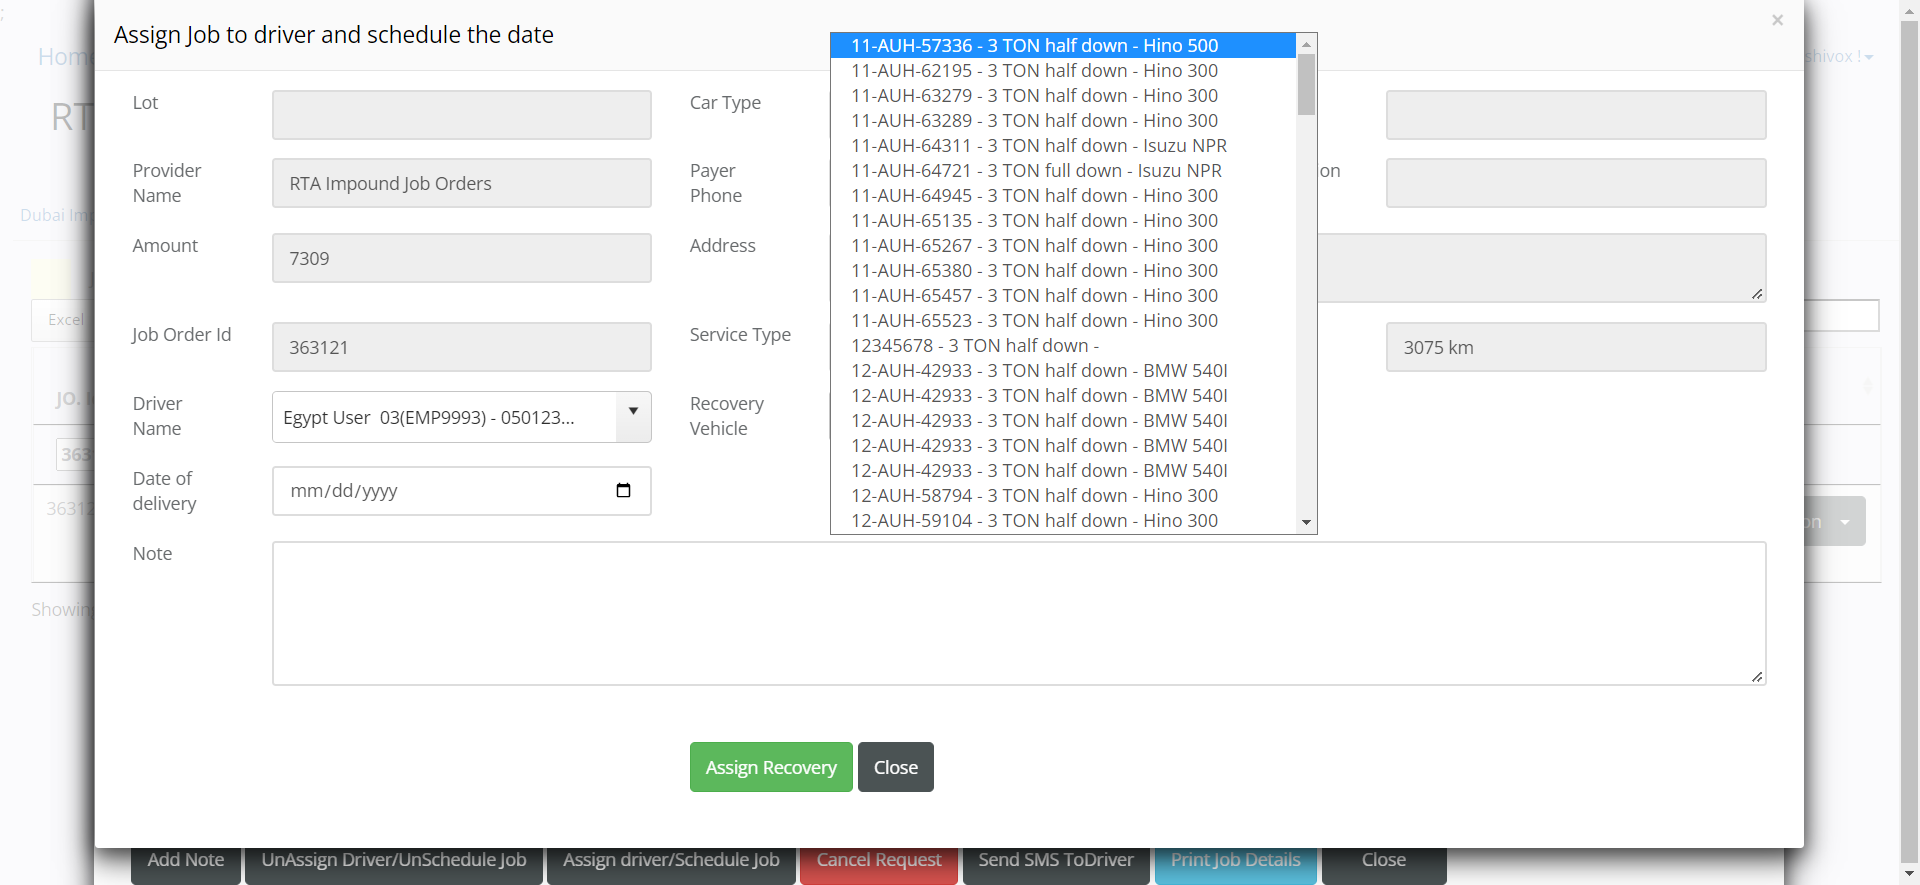 ;
Assign Job to driver and schedule the date
×
Home
shivox !
RT
Lot
Car Type
Provider
Name
RTA Impound Job Orders
Payer
Phone
on
Dubai Im
Amount
7309
Address
Excel
Job Order Id
363121
Service Type
3075 km
JO.
Driver
Name
Egypt User 03(EMP9993) - 050123...
Recovery
Vehicle
363
Date of
delivery
mm/dd/yyyy
3631
on
11-AUH-57336 - 3 TON half down - Hino 500
11-AUH-62195 - 3 TON half down - Hino 300
11-AUH-63279 - 3 TON half down - Hino 300
11-AUH-63289 - 3 TON half down - Hino 300
11-AUH-64311 - 3 TON half down - Isuzu NPR
11-AUH-64721 - 3 TON full down - Isuzu NPR
11-AUH-64945 - 3 TON half down - Hino 300
11-AUH-65135 - 3 TON half down - Hino 300
11-AUH-65267 - 3 TON half down - Hino 300
11-AUH-65380 - 3 TON half down - Hino 300
11-AUH-65457 - 3 TON half down - Hino 300
11-AUH-65523 - 3 TON half down - Hino 300
12345678 - 3 TON half down -
12-AUH-42933 - 3 TON half down - BMW 540I
12-AUH-42933 - 3 TON half down - BMW 540I
12-AUH-42933 - 3 TON half down - BMW 540I
12-AUH-42933 - 3 TON half down - BMW 540I
12-AUH-42933 - 3 TON half down - BMW 540I
12-AUH-58794 - 3 TON half down - Hino 300
12-AUH-59104 - 3 TON half down - Hino 300
Note
Showin
Assign Recovery
Close
Add Note
UnAssign Driver/UnSchedule Job
Assign driver/Schedule Job
Cancel Request
Send SMS ToDriver
Print Job Details
Close